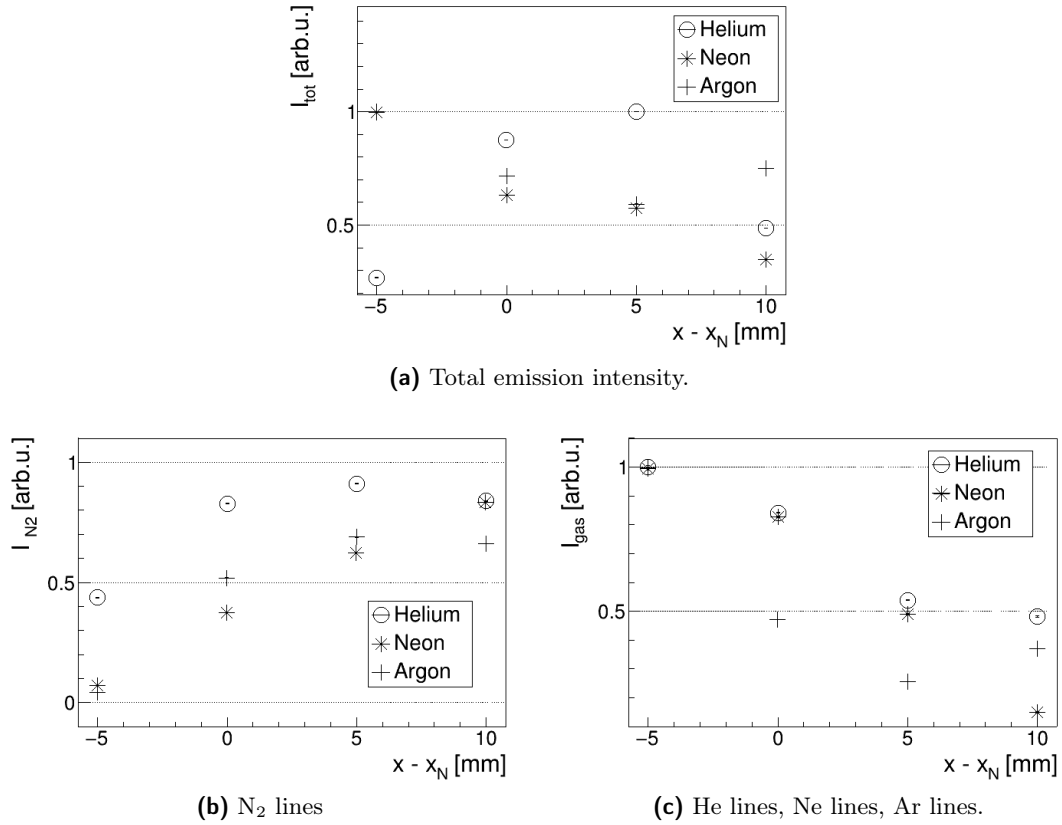 I_tot [arb.u.]
Helium
Neon
Argon
1
0.5
−5 0 5 10
x - x_N [mm]
(a) Total emission intensity.
I_N2 [arb.u.]
1
0.5
0
Helium
Neon
Argon
−5 0 5 10
x - x_N [mm]
(b) N₂ lines
I_gas [arb.u.]
1
0.5
Helium
Neon
Argon
−5 0 5 10
x - x_N [mm]
(c) He lines, Ne lines, Ar lines.